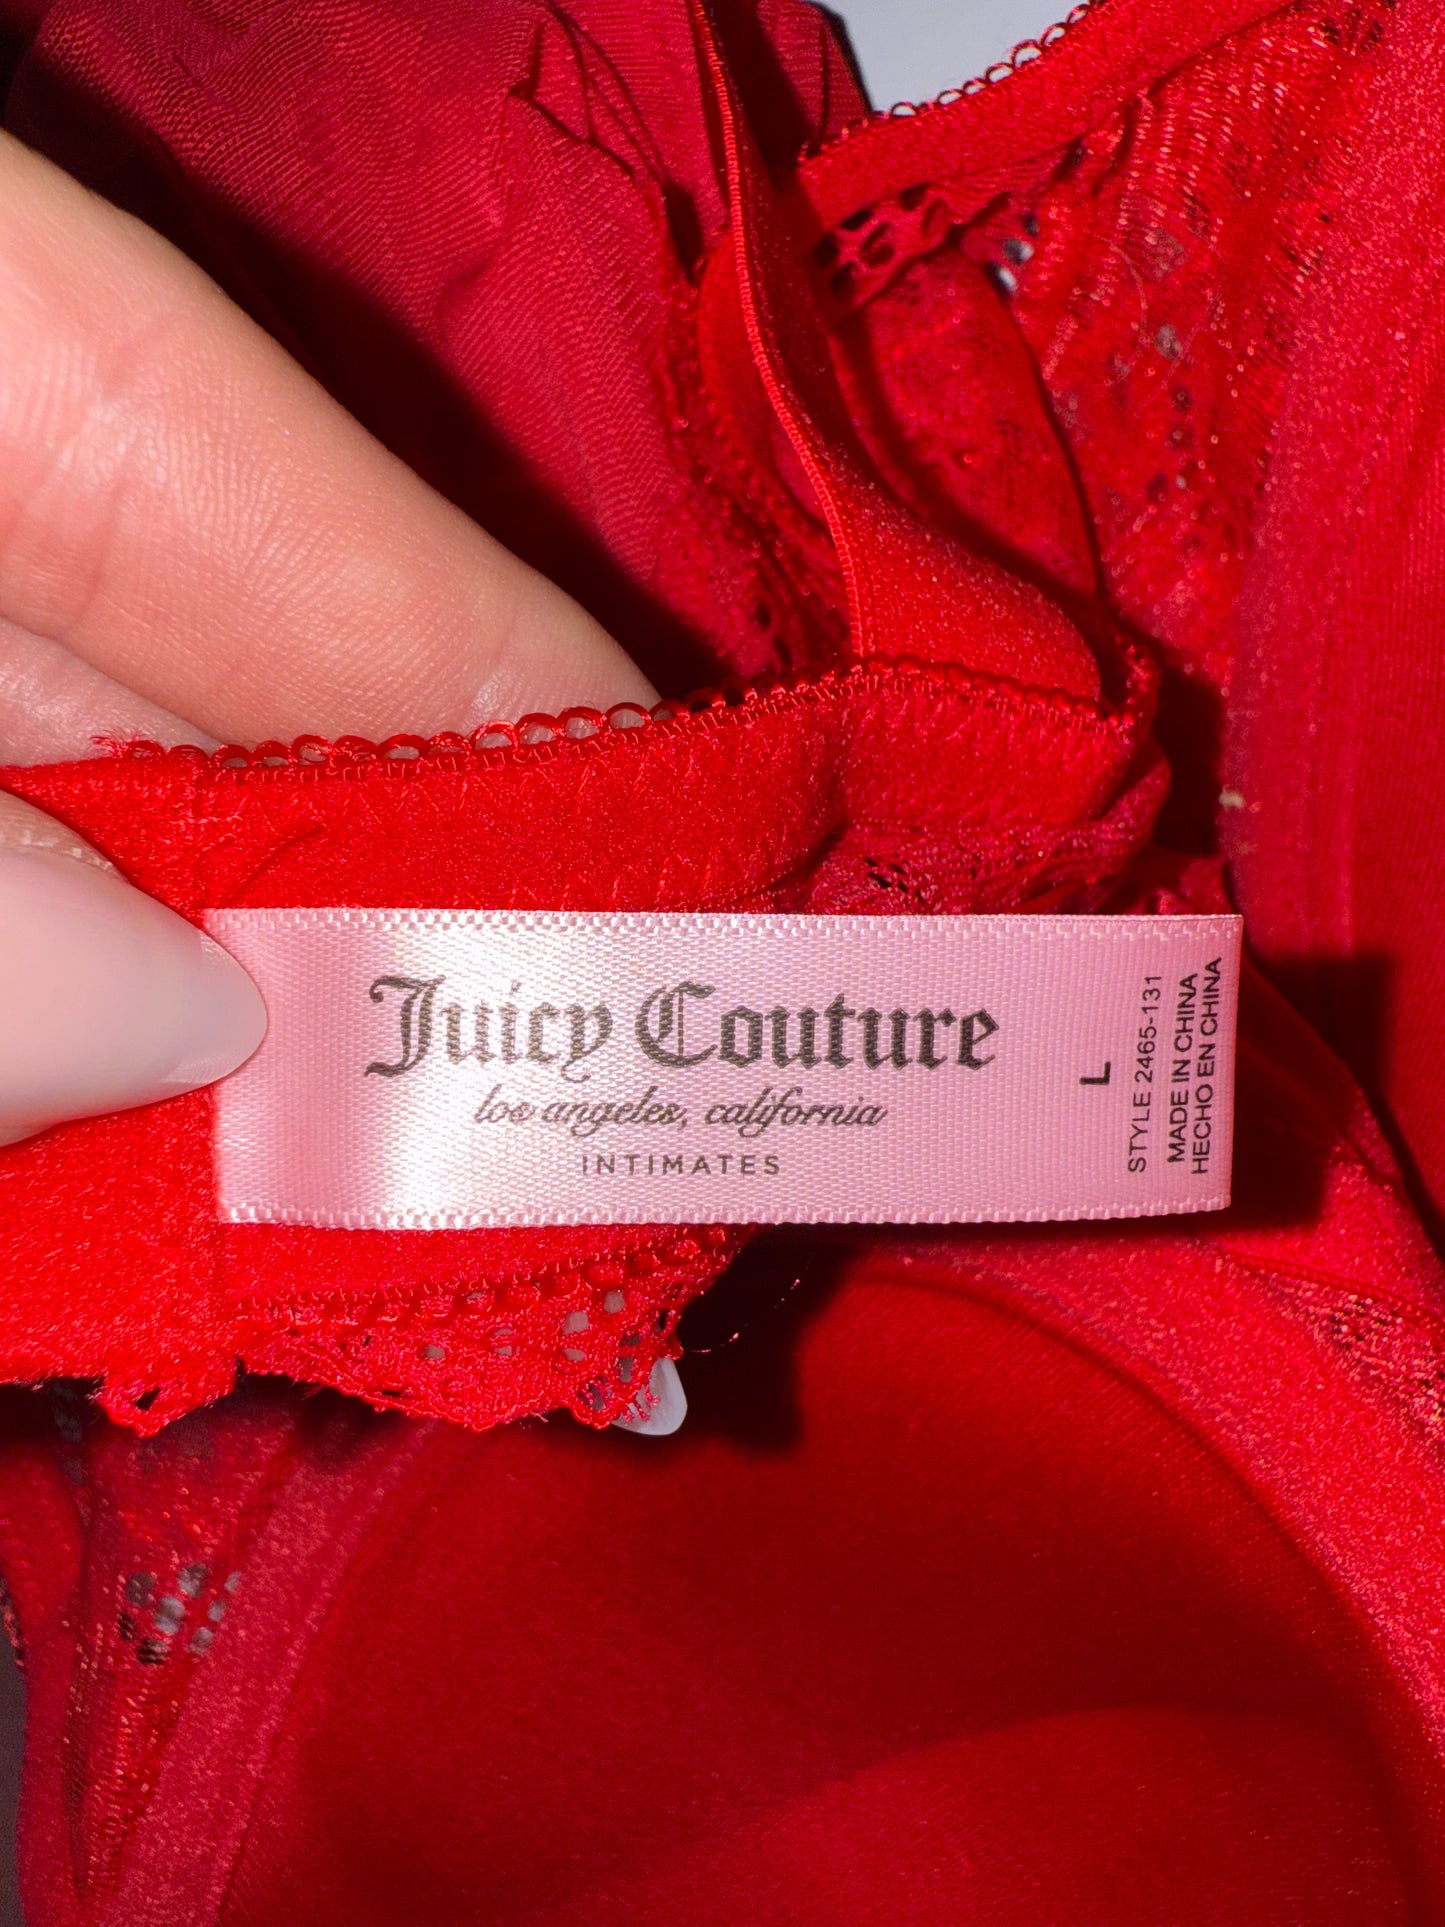 Juicy Couture
los angeles, california
INTIMATES
L
STYLE 2465-131
MADE IN CHINA
HECHO EN CHINA